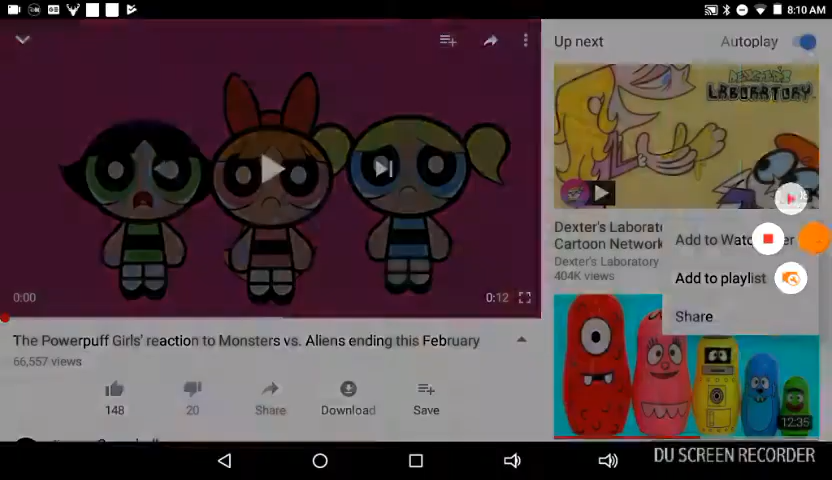 8:10 AM
Up next
Autoplay
DEXTER'S
LABORATORY
0:00
0:12
Dexter's Laborat
Cartoon Network
Dexter's Laboratory
404K views
Add to Watc er
Add to playlist
Share
The Powerpuff Girls' reaction to Monsters vs. Aliens ending this February
66,557 views
148
20
Share
Download
Save
12:35
DU SCREEN RECORDER